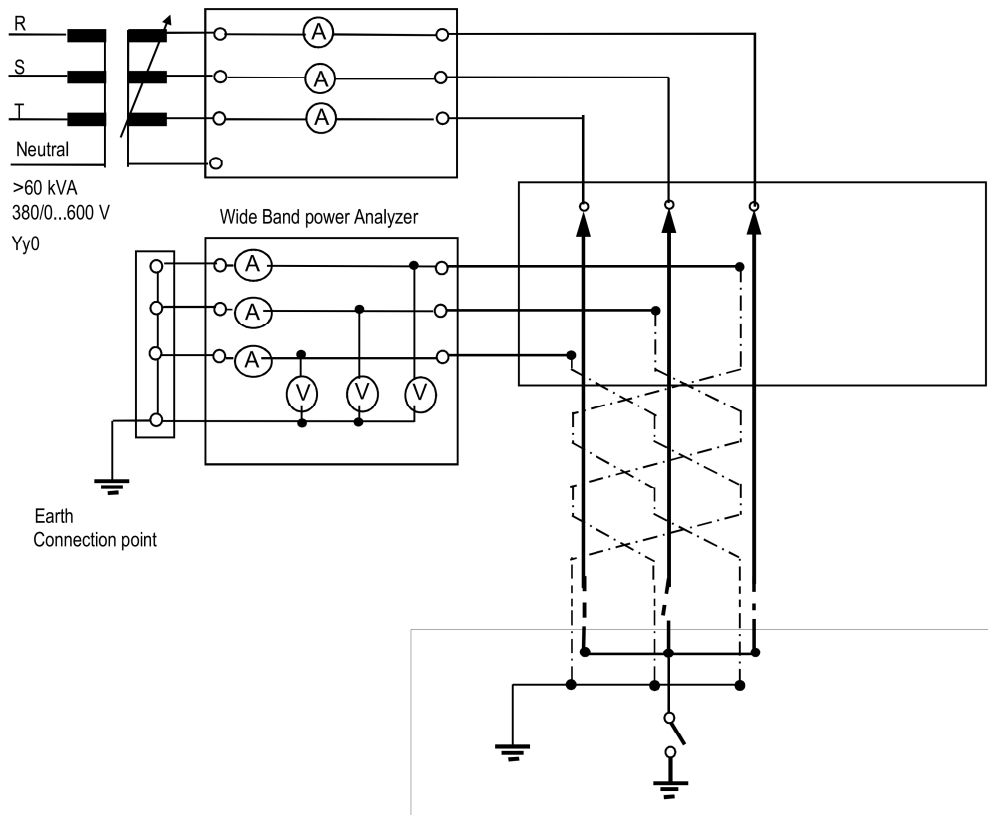 R
A
S
A
T
A
Neutral
>60 kVA
380/0...600 V
Yy0
Wide Band power Analyzer
A
A
A
V V V
Earth
Connection point